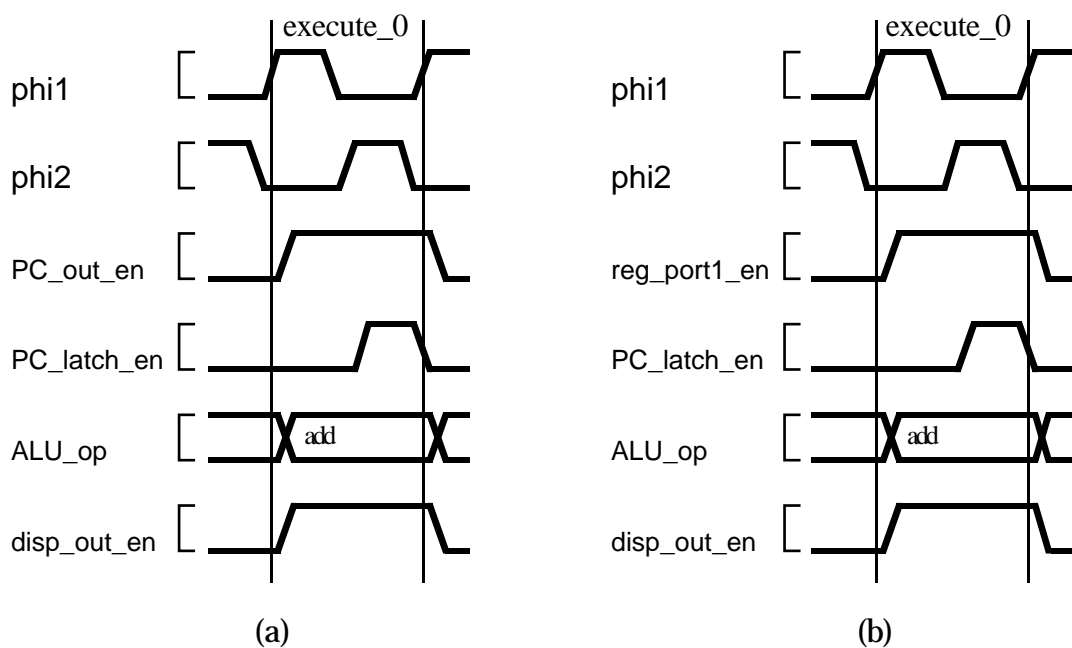 execute_0
phi1
phi2
PC_out_en
PC_latch_en
ALU_op
add
disp_out_en
(a)
execute_0
phi1
phi2
reg_port1_en
PC_latch_en
ALU_op
add
disp_out_en
(b)